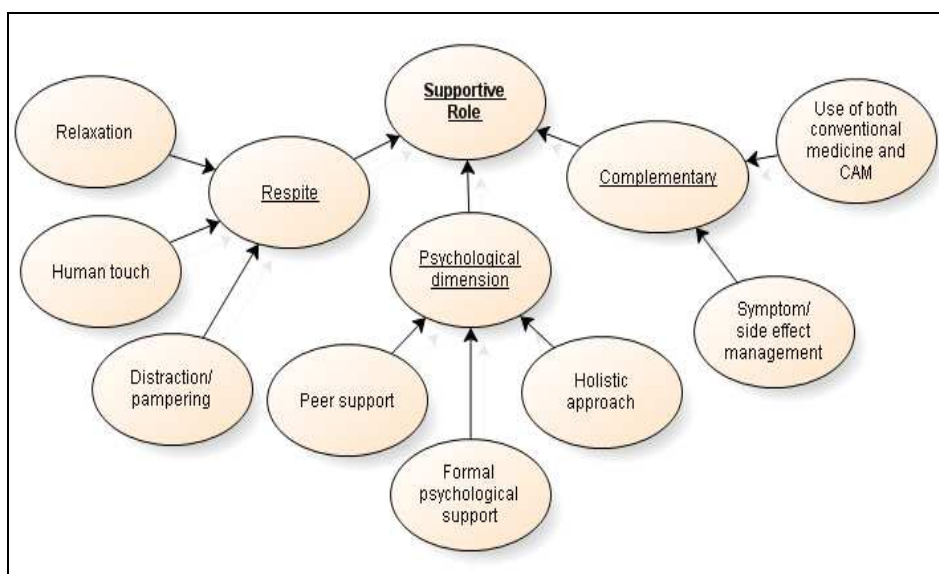 Supportive
Role
Relaxation
Use of both
conventional
medicine and
CAM
Respite
Complementary
Human touch
Psychological
dimension
Symptom/
side effect
management
Distraction/
pampering
Peer support
Holistic
approach
Formal
psychological
support